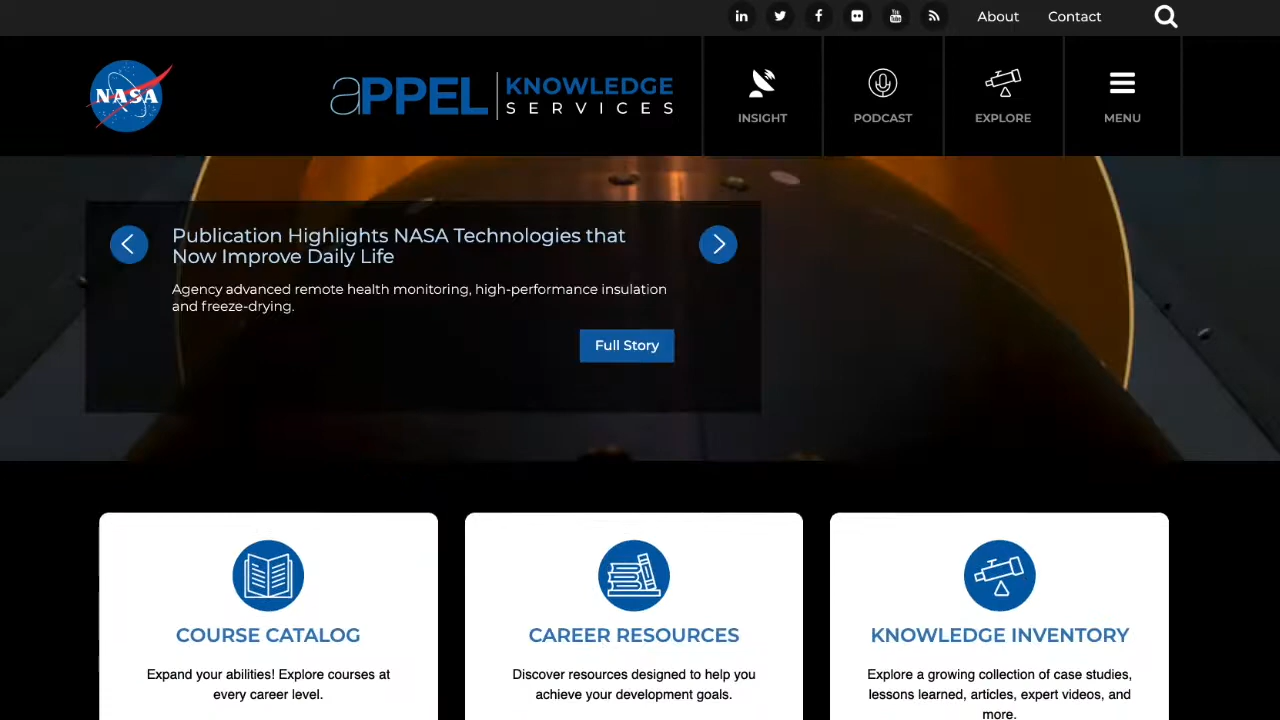 About
Contact
NASA
aPPEL KNOWLEDGE SERVICES
INSIGHT
PODCAST
EXPLORE
MENU
Publication Highlights NASA Technologies that
Now Improve Daily Life
Agency advanced remote health monitoring, high-performance insulation
and freeze-drying.
Full Story
COURSE CATALOG
Expand your abilities! Explore courses at
every career level.
CAREER RESOURCES
Discover resources designed to help you
achieve your development goals.
KNOWLEDGE INVENTORY
Explore a growing collection of case studies,
lessons learned, articles, expert videos, and
more.